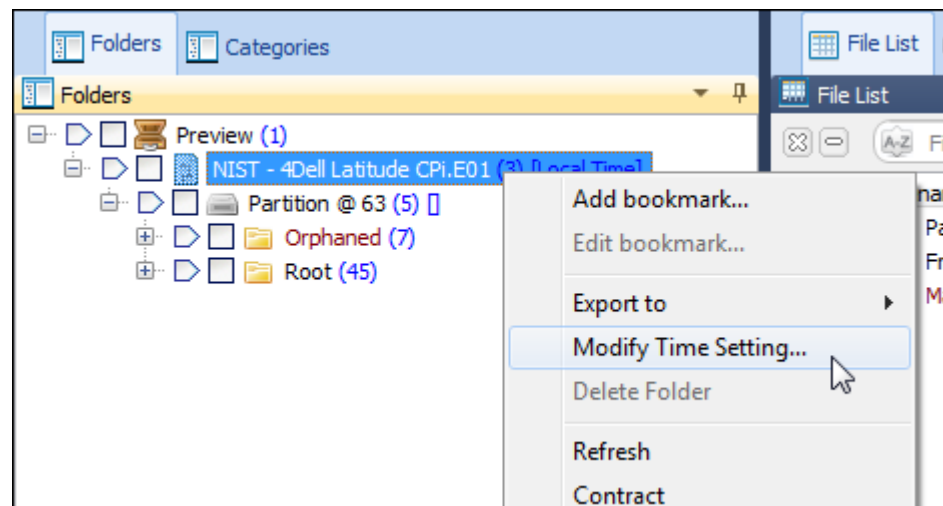 Folders Categories File List
Folders File List
A-Z
Preview (1)
NIST - 4Dell Latitude CPi.E01 (3) [Local Time]
Partition @ 63 (5) []
Orphaned (7)
Root (45)
Add bookmark...
Edit bookmark...
Export to
Modify Time Setting...
Delete Folder
Refresh
Contract